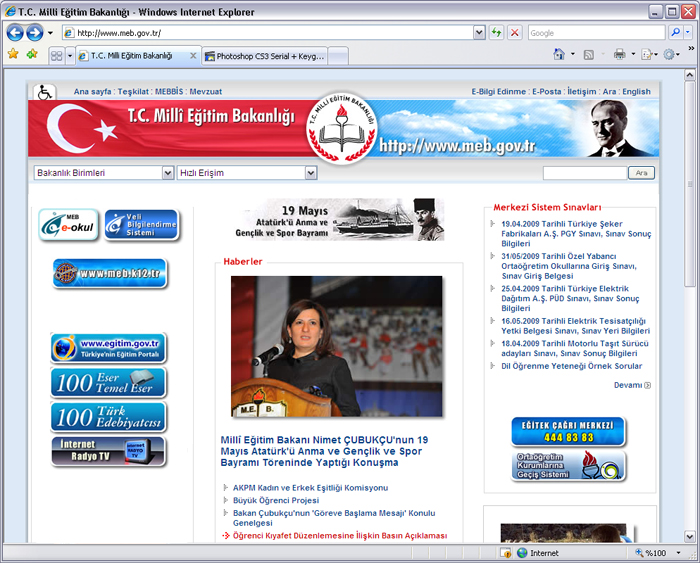 T.C. Millî Eğitim Bakanlığı - Windows Internet Explorer
http://www.meb.gov.tr/
Google
T.C. Milli Eğitim Bakanlığı
Photoshop CS3 Serial + Keyg...
Ana sayfa : Teşkilat : MEBBİS : Mevzuat
E-Bilgi Edinme : E-Posta : İletişim : Ara : English
T.C. Millî Eğitim Bakanlığı
T.C. MİLLİ EĞİTİM BAKANLIĞI
http://www.meb.gov.tr
Bakanlık Birimleri
Hızlı Erişim
Ara
MEB
e-okul
Veli
Bilgilendirme
Sistemi
www.meb.k12.tr
www.egitim.gov.tr
Türkiye'nin Eğitim Portalı
100 Eser
Temel Eser
100 Türk
Edebiyatçısı
İnternet
Radyo TV
internet
RADYO TV
19 Mayıs
Atatürk'ü Anma ve
Gençlik ve Spor Bayramı
Haberler
M.E. B.
Millî Eğitim Bakanı Nimet ÇUBUKÇU'nun 19
Mayıs Atatürk'ü Anma ve Gençlik ve Spor
Bayramı Töreninde Yaptığı Konuşma
AKPM Kadın ve Erkek Eşitliği Komisyonu
Büyük Öğrenci Projesi
Bakan Çubukçu'nun 'Göreve Başlama Mesajı' Konulu
Genelgesi
Öğrenci Kıyafet Düzenlemesine İlişkin Basın Açıklaması
Merkezi Sistem Sınavları
19.04.2009 Tarihli Türkiye Şeker
Fabrikaları A.Ş. PGY Sınavı, Sınav Sonuç
Bilgileri
31/05/2009 Tarihli Özel Yabancı
Ortaöğretim Okullarına Giriş Sınavı,
Sınav Giriş Belgesi
25.04.2009 Tarihli Türkiye Elektrik
Dağıtım A.Ş. PÜD Sınavı, Sınav Sonuç
Bilgileri
16.05.2009 Tarihli Elektrik Tesisatçılığı
Yetki Belgesi Sınavı, Sınav Yeri Bilgileri
18.04.2009 Tarihli Motorlu Taşıt Sürücü
adayları Sınavı, Sınav Sonuç Bilgileri
Dil Öğrenme Yeteneği Örnek Sorular
Devamı
EĞİTEK ÇAĞRI MERKEZİ
444 83 83
Ortaöğretim
Kurumlarına
Geçiş Sistemi
Internet
%100